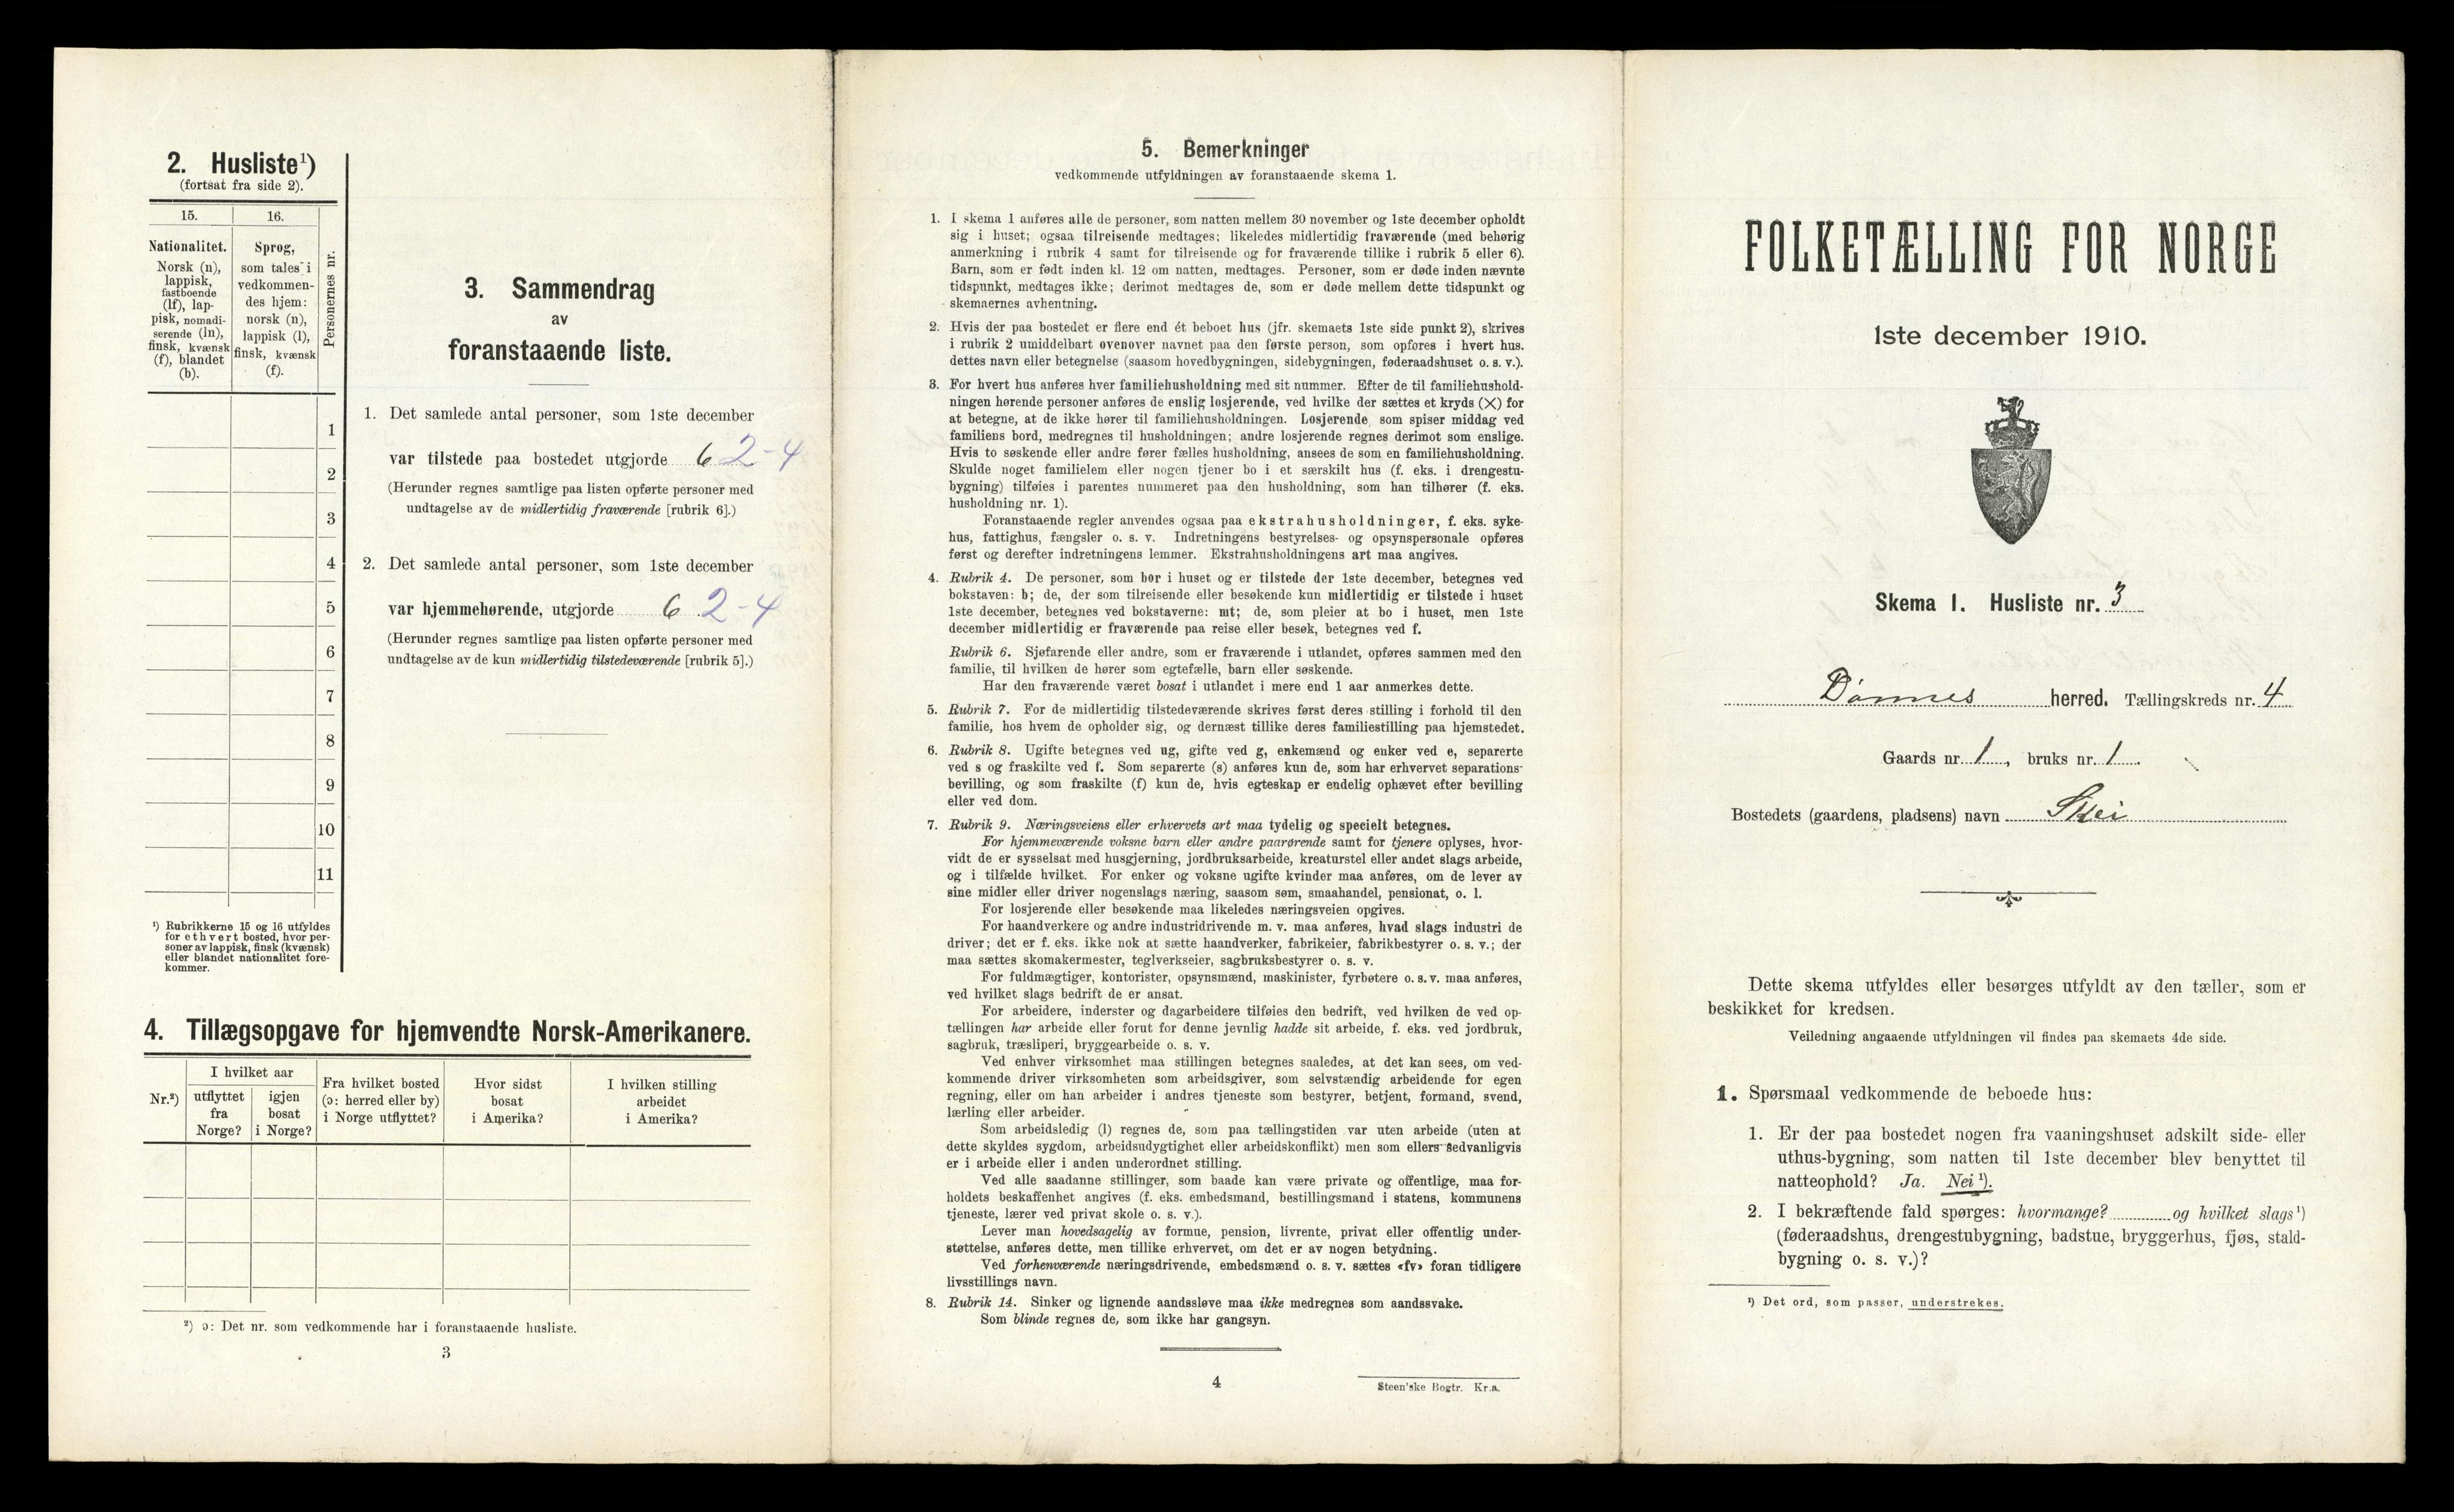 2. Husliste¹)
(fortsat fra side 2).
15.
16.
Personernes nr.
Nationalitet.
Norsk (n),
lappisk,
fastboende
(lf), lap-
pisk, nomadi-
serende (ln),
finsk, kvænsk
(f), blandet
(b).
Sprog,
som tales i
vedkommen-
des hjem:
norsk (n),
lappisk (l),
finsk, kvænsk
(f).
1
2
3
4
5
6
7
8
9
10
11
¹) Rubrikkerne 15 og 16 utfyldes
for ethvert bosted, hvor per-
soner av lappisk, finsk (kvænsk)
eller blandet nationalitet fore-
kommer.
3. Sammendrag
av
foranstaaende liste.
1. Det samlede antal personer, som 1ste december
var tilstede paa bostedet utgjorde 6 2-4
(Herunder regnes samtlige paa listen opførte personer med
undtagelse av de midlertidig fraværende [rubrik 6].)
2. Det samlede antal personer, som 1ste december
var hjemmehørende, utgjorde 6 2-4
(Herunder regnes samtlige paa listen opførte personer med
undtagelse av de kun midlertidig tilstedeværende [rubrik 5].)
4. Tillægsopgave for hjemvendte Norsk-Amerikanere.
Nr.²)
I hvilket aar
utflyttet
fra
Norge?
igjen
bosat
i Norge?
Fra hvilket bosted
(ɔ: herred eller by)
i Norge utflyttet?
Hvor sidst
bosat
i Amerika?
I hvilken stilling
arbeidet
i Amerika?
²) ɔ: Det nr. som vedkommende har i foranstaaende husliste.
3
5. Bemerkninger
vedkommende utfyldningen av foranstaaende skema 1.
1. I skema 1 anføres alle de personer, som natten mellem 30 november og 1ste december opholdt
sig i huset; ogsaa tilreisende medtages; likeledes midlertidig fraværende (med behørig
anmerkning i rubrik 4 samt for tilreisende og for fraværende tillike i rubrik 5 eller 6).
Barn, som er født inden kl. 12 om natten, medtages. Personer, som er døde inden nævnte
tidspunkt, medtages ikke; derimot medtages de, som er døde mellem dette tidspunkt og
skemaernes avhentning.
2. Hvis der paa bostedet er flere end ét beboet hus (jfr. skemaets 1ste side punkt 2), skrives
i rubrik 2 umiddelbart ovenover navnet paa den første person, som opføres i hvert hus.
dettes navn eller betegnelse (saasom hovedbygningen, sidebygningen, føderaadshuset o. s. v.).
3. For hvert hus anføres hver familiehusholdning med sit nummer. Efter de til familiehushold-
ningen hørende personer anføres de enslig losjerende, ved hvilke der sættes et kryds (×) for
at betegne, at de ikke hører til familiehusholdningen. Losjerende som spiser middag ved
familiens bord, medregnes til husholdningen; andre losjerende regnes derimot som enslige.
Hvis to søskende eller andre fører fælles husholdning, ansees de som en familiehusholdning.
Skulde noget familielem eller nogen tjener bo i et særskilt hus (f. eks. i drengestu-
bygning) tilføies i parentes nummeret paa den husholdning, som han tilhører (f. eks.
husholdning nr. 1).
Foranstaaende regler anvendes ogsaa paa ekstrahusholdninger, f. eks. syke-
hus, fattighus, fængsler o. s. v. Indretningens bestyrelses- og opsynspersonale opføres
først og derefter indretningens lemmer. Ekstrahusholdningens art maa angives.
4. Rubrik 4. De personer, som bor i huset og er tilstede der 1ste december, betegnes ved
bokstaven: b; de, der som tilreisende eller besøkende kun midlertidig er tilstede i huset
1ste december, betegnes ved bokstaverne: mt; de, som pleier at bo i huset, men 1ste
december midlertidig er fraværende paa reise eller besøk, betegnes ved f.
Rubrik 6. Sjøfarende eller andre, som er fraværende i utlandet, opføres sammen med den
familie, til hvilken de hører som egtefælle, barn eller søskende.
Har den fraværende været bosat i utlandet i mere end 1 aar anmerkes dette.
5. Rubrik 7. For de midlertidig tilstedeværende skrives først deres stilling i forhold til den
familie, hos hvem de opholder sig, og dernæst tillike deres familiestilling paa hjemstedet.
6. Rubrik 8. Ugifte betegnes ved ug, gifte ved g, enkemænd og enker ved e, separerte
ved s og fraskilte ved f. Som separerte (s) anføres kun de, som har erhvervet separations-
bevilling, og som fraskilte (f) kun de, hvis egteskap er endelig ophævet efter bevilling
eller ved dom.
7. Rubrik 9. Næringsveiens eller erhvervets art maa tydelig og specielt betegnes.
For hjemmeværende voksne barn eller andre paarørende samt for tjenere oplyses, hvor-
vidt de er sysselsat med husgjerning, jordbruksarbeide, kreaturstel eller andet slags arbeide,
og i tilfælde hvilket. For enker og voksne ugifte kvinder maa anføres, om de lever av
sine midler eller driver nogenslags næring, saasom søm, smaahandel, pensionat, o. l.
For losjerende eller besøkende maa likeledes næringsveien opgives.
For haandverkere og andre industridrivende m. v. maa anføres, hvad slags industri de
driver; det er f. eks. ikke nok at sætte haandverker, fabrikeier, fabrikbestyrer o. s. v.; der
maa sættes skomakermester, teglverkseier, sagbruksbestyrer o. s. v.
For fuldmægtiger, kontorister, opsynsmænd, maskinister, fyrbøtere o. s. v. maa anføres,
ved hvilket slags bedrift de er ansat.
For arbeidere, inderster og dagarbeidere tilføies den bedrift, ved hvilken de ved op-
tællingen har arbeide eller forut for denne jevnlig hadde sit arbeide, f. eks. ved jordbruk,
sagbruk, træsliperi, bryggearbeide o. s. v.
Ved enhver virksomhet maa stillingen betegnes saaledes, at det kan sees, om ved-
kommende driver virksomheten som arbeidsgiver, som selvstændig arbeidende for egen
regning, eller om han arbeider i andres tjeneste som bestyrer, betjent, formand, svend,
lærling eller arbeider.
Som arbeidsledig (l) regnes de, som paa tællingstiden var uten arbeide (uten at
dette skyldes sygdom, arbeidsudygtighet eller arbeidskonflikt) men som ellers sedvanligvis
er i arbeide eller i anden underordnet stilling.
Ved alle saadanne stillinger, som baade kan være private og offentlige, maa for-
holdets beskaffenhet angives (f. eks. embedsmand, bestillingsmand i statens, kommunens
tjeneste, lærer ved privat skole o. s. v.).
Lever man hovedsagelig av formue, pension, livrente, privat eller offentlig under-
støttelse, anføres dette, men tillike erhvervet, om det er av nogen betydning.
Ved forhenværende næringsdrivende, embedsmænd o. s. v. sættes «fv» foran tidligere
livsstillings navn.
8. Rubrik 14. Sinker og lignende aandssløve maa ikke medregnes som aandssvake.
Som blinde regnes de, som ikke har gangsyn.
4
Steen'ske Bogtr. Kr.a.
FOLKETÆLLING FOR NORGE
1ste december 1910.
Skema 1. Husliste nr. 3
Dønnes herred. Tællingskreds nr. 4
Gaards nr. 1, bruks nr. 1.
Bostedets (gaardens, pladsens) navn Skei
Dette skema utfyldes eller besørges utfyldt av den tæller, som er
beskikket for kredsen.
Veiledning angaaende utfyldningen vil findes paa skemaets 4de side.
1. Spørsmaal vedkommende de beboede hus:
1. Er der paa bostedet nogen fra vaaningshuset adskilt side- eller
uthus-bygning, som natten til 1ste december blev benyttet til
natteophold? Ja. Nei ¹).
2. I bekræftende fald spørges: hvormange? og hvilket slags ¹)
(føderaadshus, drengestubygning, badstue, bryggerhus, fjøs, stald-
bygning o. s. v.)?
¹) Det ord, som passer, understrekes.